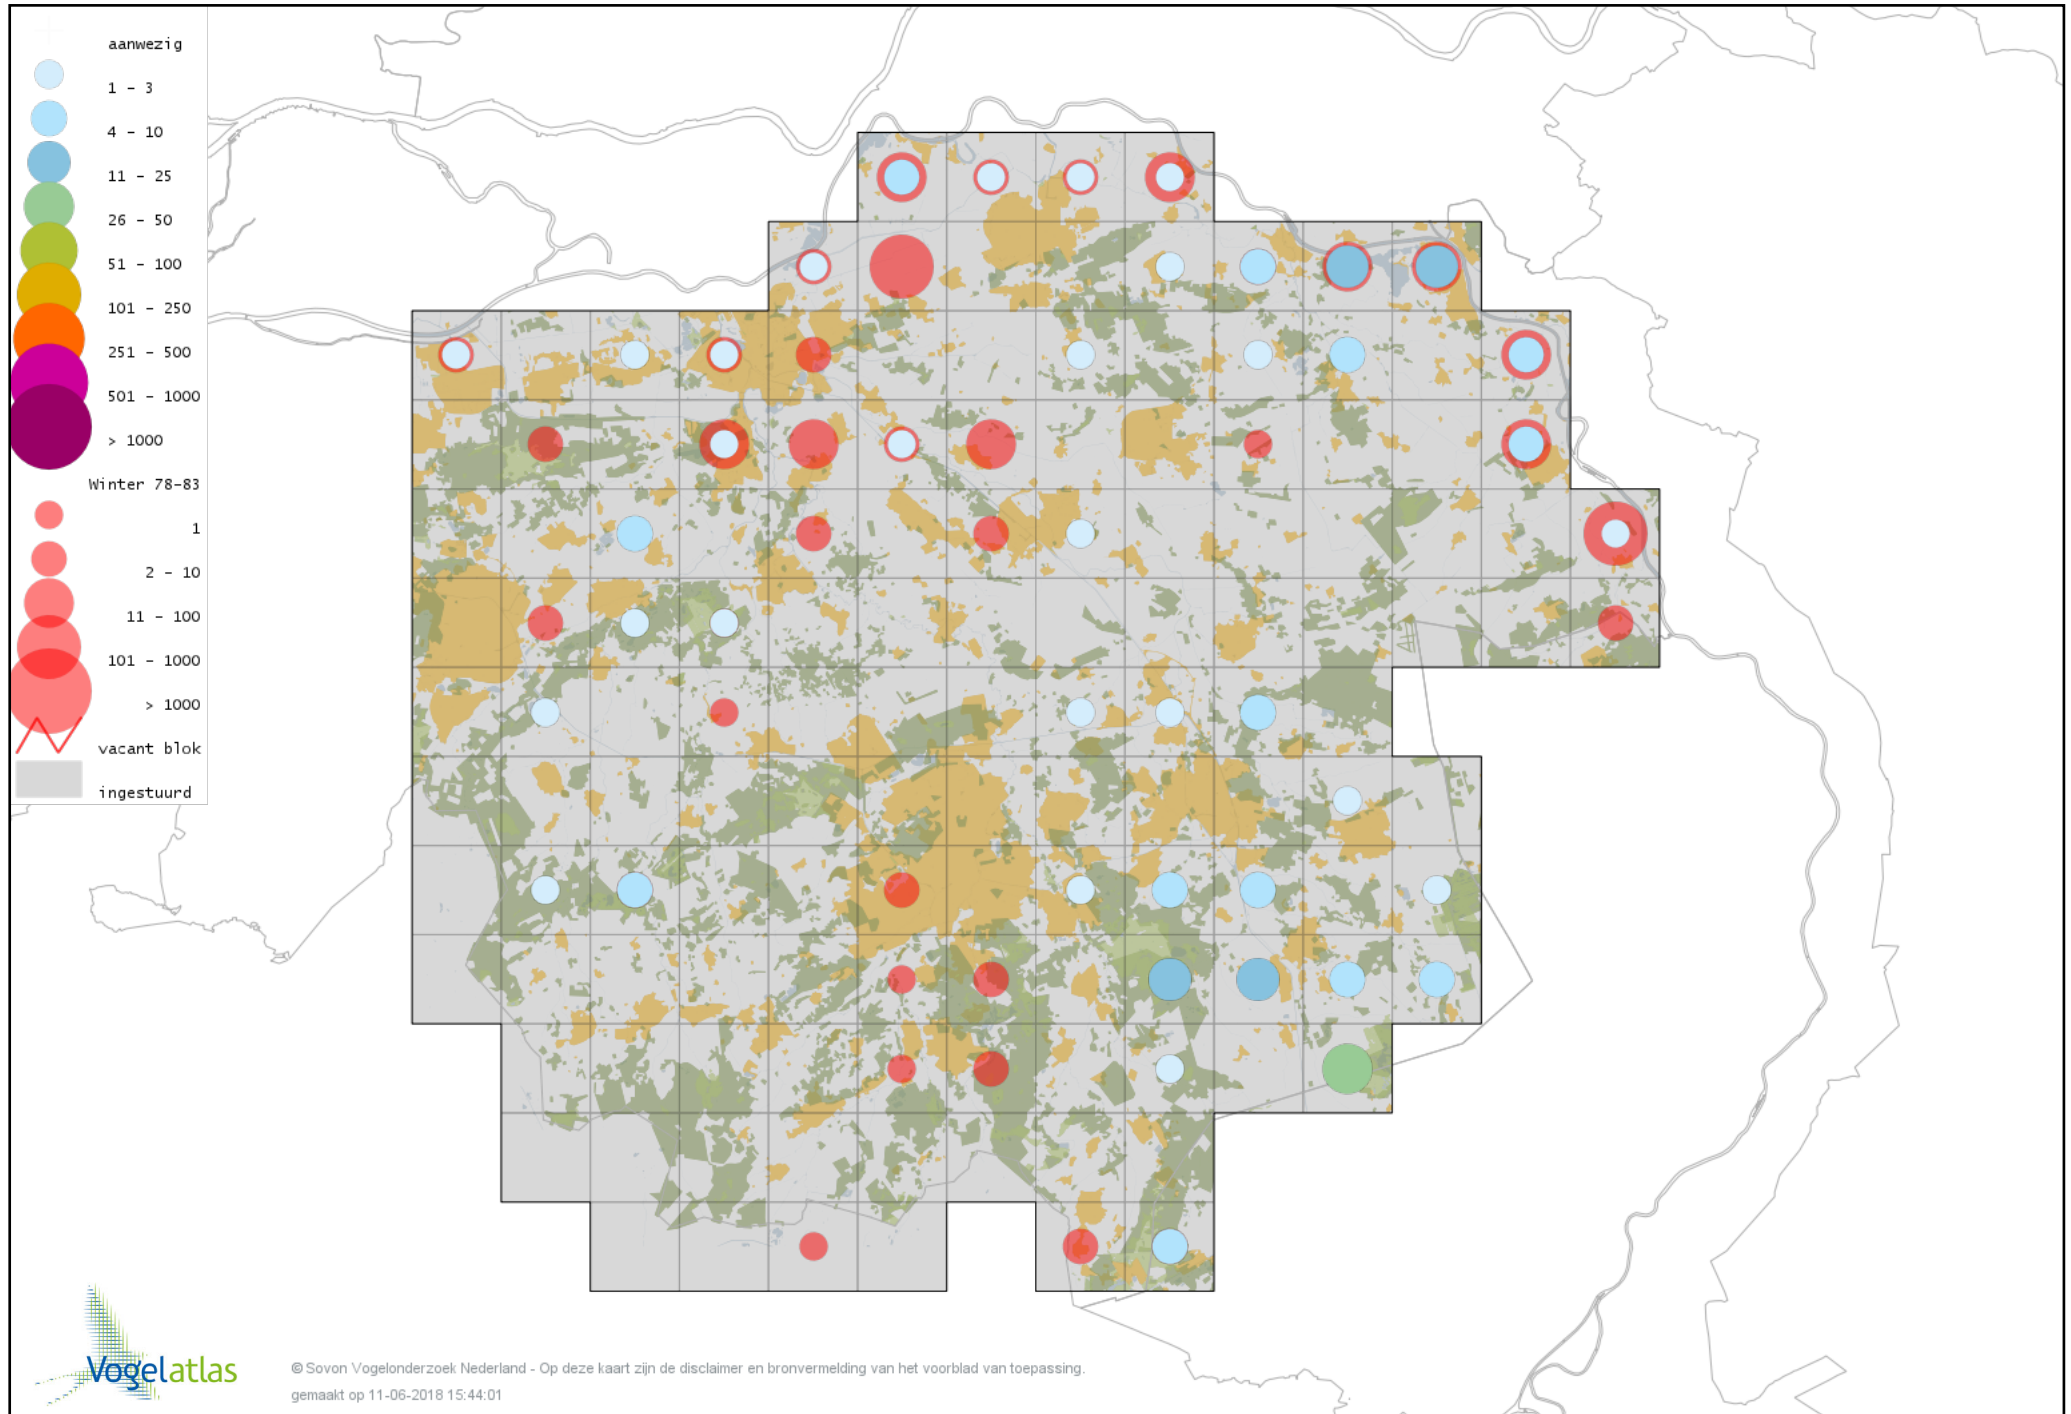 aanwezig
1 - 3
4 - 10
11 - 25
26 - 50
51 - 100
101 - 250
251 - 500
501 - 1000
> 1000
Winter 78-83
1
2 - 10
11 - 100
101 - 1000
> 1000
vacant blok
ingestuurd
Vogelatlas
© Sovon Vogelonderzoek Nederland - Op deze kaart zijn de disclaimer en bronvermelding van het voorblad van toepassing.
gemaakt op 11-06-2018 15:44:01